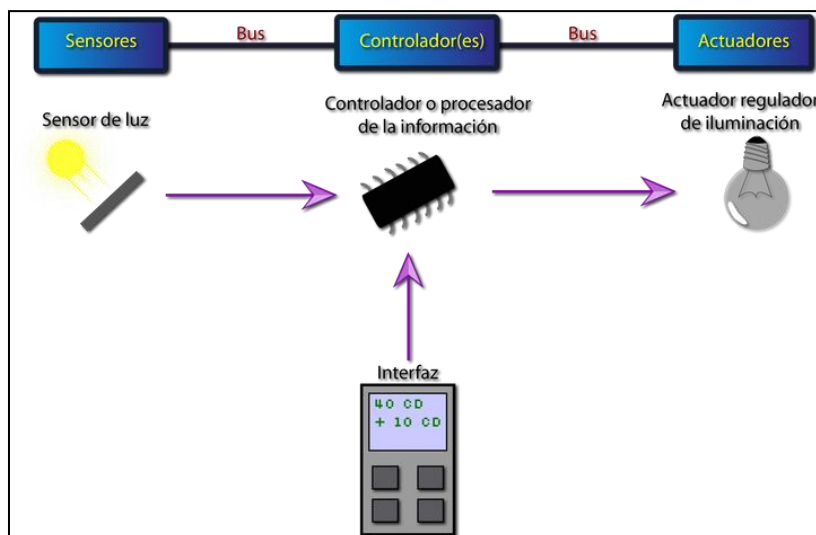 Sensores
Bus
Controlador(es)
Bus
Actuadores
Sensor de luz
Controlador o procesador
de la información
Actuador regulador
de iluminación
Interfaz
40 CD
+ 10 CD